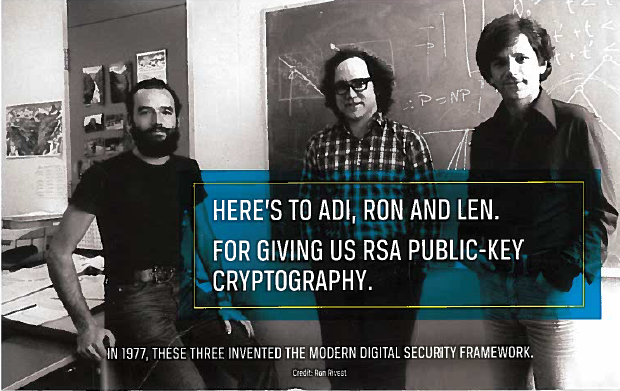 ∴P=NP
HERE'S TO ADI, RON AND LEN.
FOR GIVING US RSA PUBLIC-KEY
CRYPTOGRAPHY.
IN 1977, THESE THREE INVENTED THE MODERN DIGITAL SECURITY FRAMEWORK.
Credit: Ron Rivest